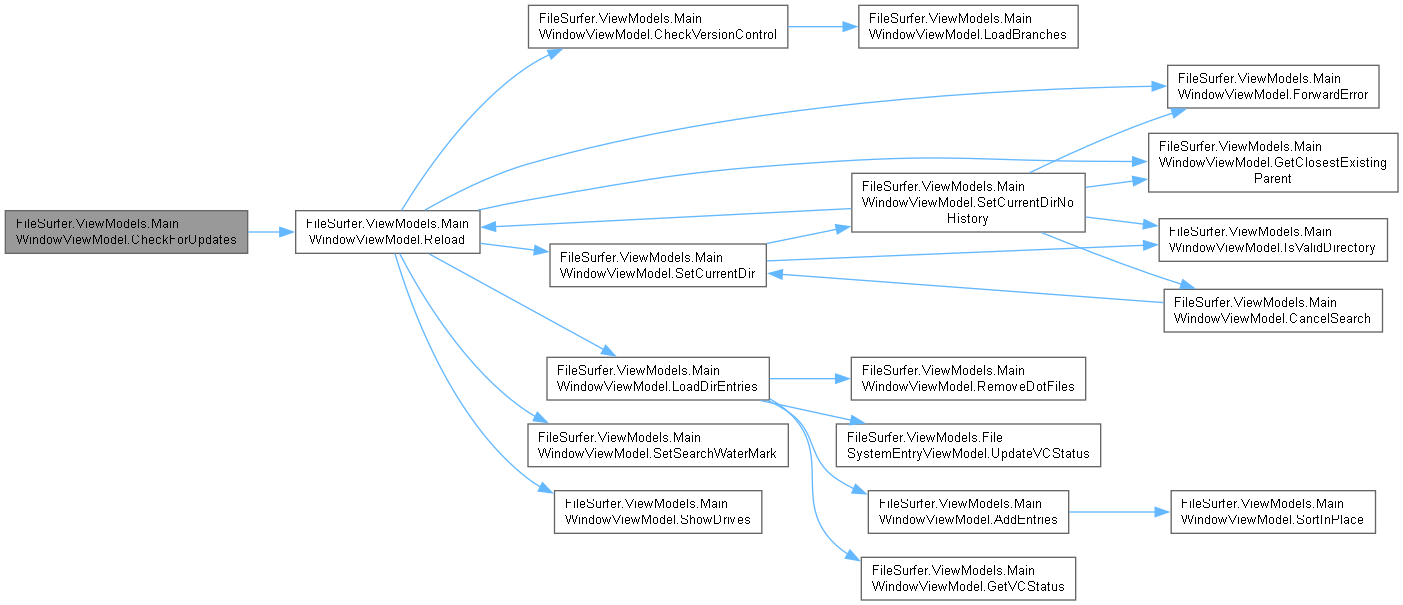 FileSurfer.ViewModels.Main
WindowViewModel.CheckForUpdates
FileSurfer.ViewModels.Main
WindowViewModel.Reload
FileSurfer.ViewModels.Main
WindowViewModel.CheckVersionControl
FileSurfer.ViewModels.Main
WindowViewModel.LoadBranches
FileSurfer.ViewModels.Main
WindowViewModel.ForwardError
FileSurfer.ViewModels.Main
WindowViewModel.GetClosestExisting
Parent
FileSurfer.ViewModels.Main
WindowViewModel.SetCurrentDirNo
History
FileSurfer.ViewModels.Main
WindowViewModel.IsValidDirectory
FileSurfer.ViewModels.Main
WindowViewModel.SetCurrentDir
FileSurfer.ViewModels.Main
WindowViewModel.CancelSearch
FileSurfer.ViewModels.Main
WindowViewModel.LoadDirEntries
FileSurfer.ViewModels.Main
WindowViewModel.RemoveDotFiles
FileSurfer.ViewModels.Main
WindowViewModel.SetSearchWaterMark
FileSurfer.ViewModels.File
SystemEntryViewModel.UpdateVCStatus
FileSurfer.ViewModels.Main
WindowViewModel.ShowDrives
FileSurfer.ViewModels.Main
WindowViewModel.AddEntries
FileSurfer.ViewModels.Main
WindowViewModel.SortInPlace
FileSurfer.ViewModels.Main
WindowViewModel.GetVCStatus